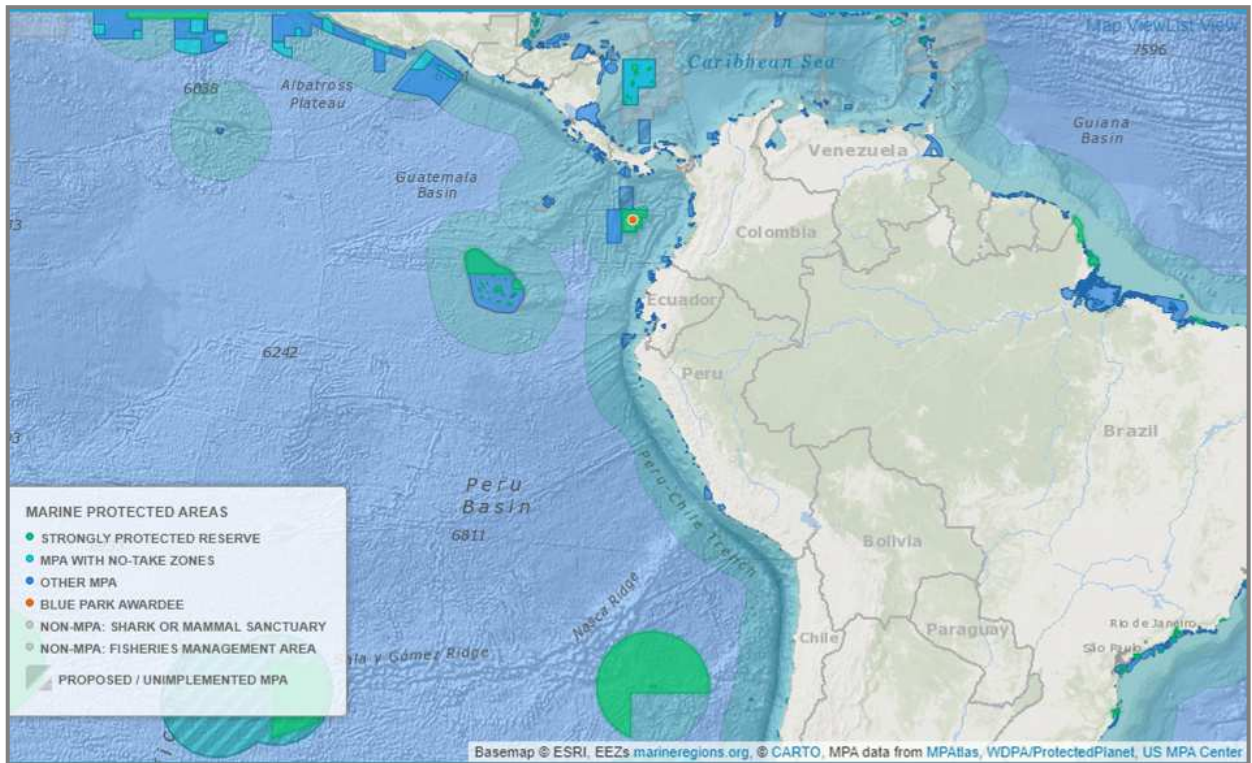 Map View List View
7596
Caribbean Sea
6038
Albatross
Plateau
Guiana
Basin
Venezuela
Guatemala
Basin
Colombia
Ecuador
6242
Peru
Brazil
Peru-Chile Trench
Peru
Basin
6811
Bolivia
Nasca Ridge
Rio de Janeiro
Chile
Paraguay
São Paulo
Sala y Gómez Ridge
MARINE PROTECTED AREAS
STRONGLY PROTECTED RESERVE
MPA WITH NO-TAKE ZONES
OTHER MPA
BLUE PARK AWARDEE
NON-MPA: SHARK OR MAMMAL SANCTUARY
NON-MPA: FISHERIES MANAGEMENT AREA
PROPOSED / UNIMPLEMENTED MPA
Basemap © ESRI, EEZs marineregions.org, © CARTO, MPA data from MPAtlas, WDPA/ProtectedPlanet, US MPA Center